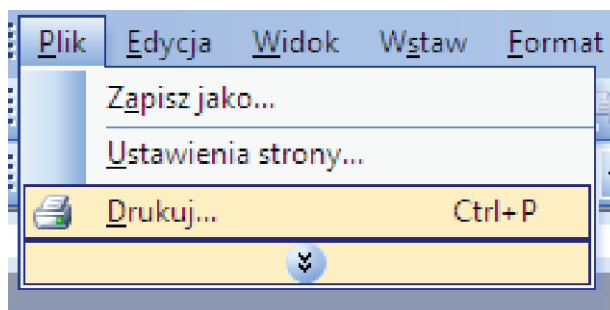 Plik Edycja Widok Wstaw Format
Zapisz jako...
Ustawienia strony...
Drukuj... Ctrl+P